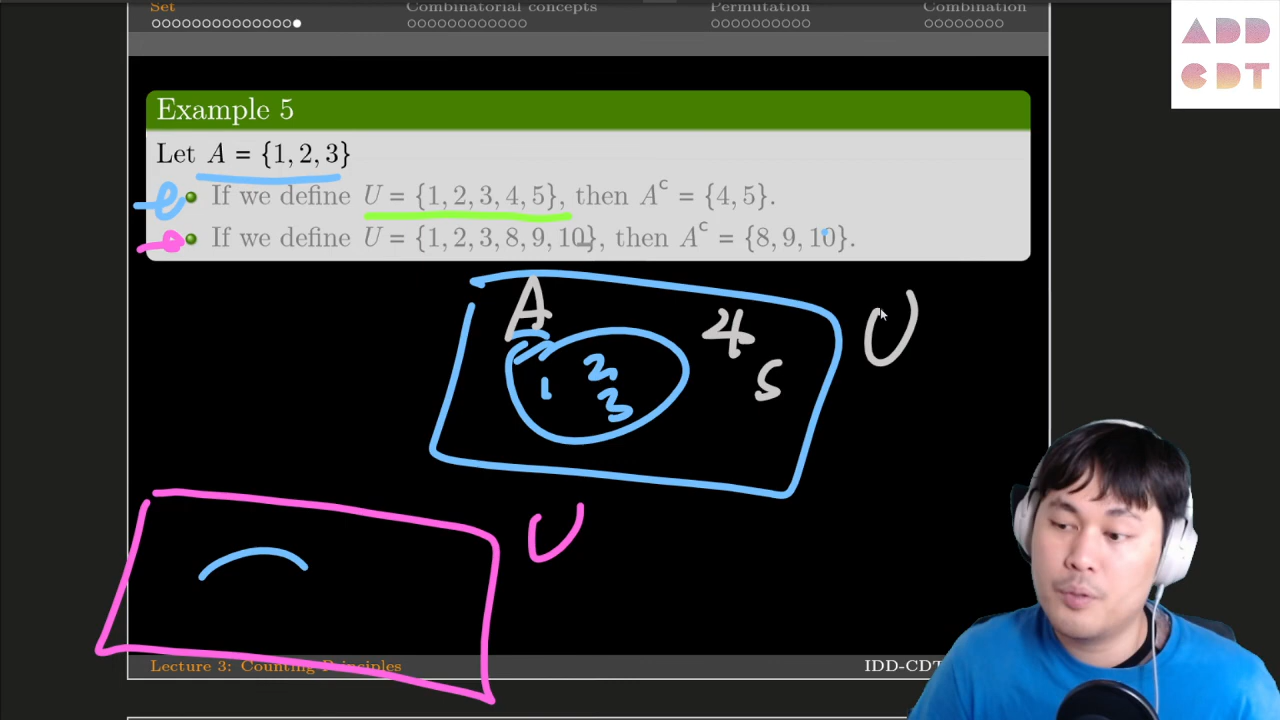 Set Combinatorial concepts Permutation Combination
ADD
CDT
Example 5
Let A = {1, 2, 3}
If we define U = {1, 2, 3, 4, 5}, then Aᶜ = {4, 5}.
If we define U = {1, 2, 3, 8, 9, 10}, then Aᶜ = {8, 9, 10}.
A
U
4
2
1
5
3
U
Lecture 3: Counting Principles IDD-CDT